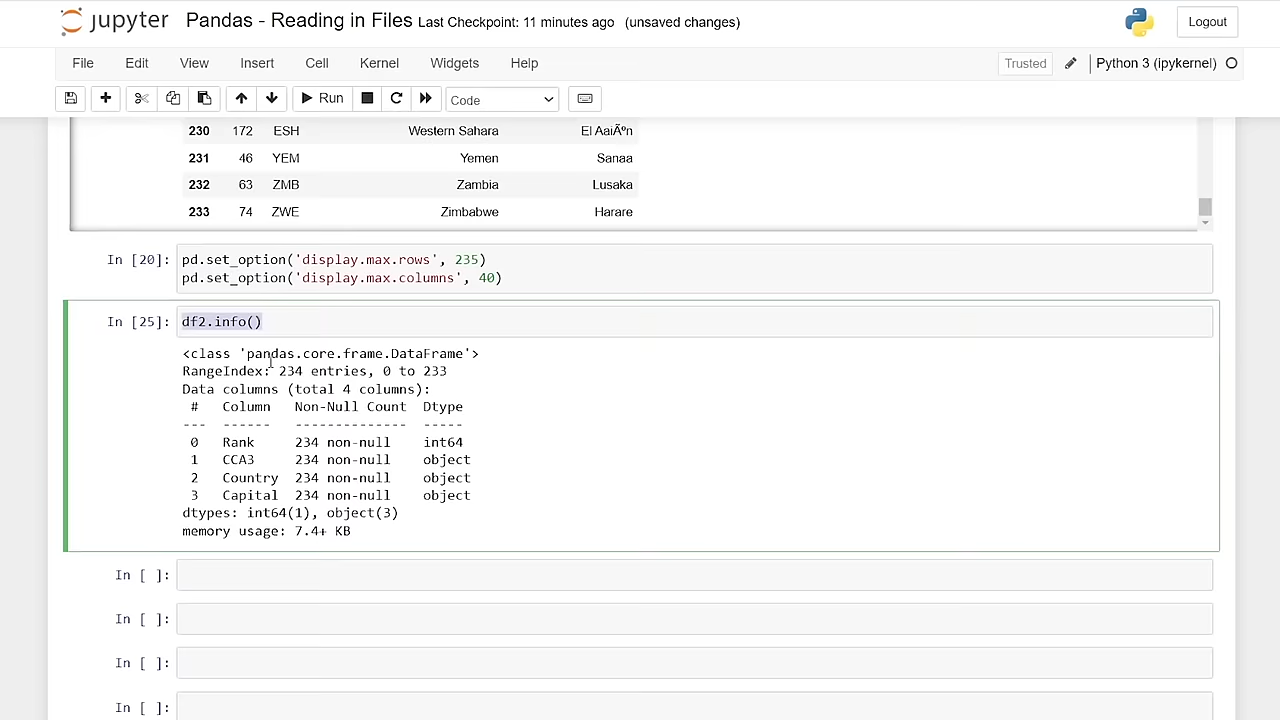 jupyter Pandas - Reading in Files Last Checkpoint: 11 minutes ago (unsaved changes) Logout
File Edit View Insert Cell Kernel Widgets Help Trusted Python 3 (ipykernel)
Run Code
230 172 ESH Western Sahara El AaiÃºn
231 46 YEM Yemen Sanaa
232 63 ZMB Zambia Lusaka
233 74 ZWE Zimbabwe Harare
In [20]: pd.set_option('display.max.rows', 235)
pd.set_option('display.max.columns', 40)
In [25]: df2.info()
<class 'pandas.core.frame.DataFrame'>
RangeIndex: 234 entries, 0 to 233
Data columns (total 4 columns):
# Column Non-Null Count Dtype
--- ------ -------------- -----
0 Rank 234 non-null int64
1 CCA3 234 non-null object
2 Country 234 non-null object
3 Capital 234 non-null object
dtypes: int64(1), object(3)
memory usage: 7.4+ KB
In [ ]:
In [ ]:
In [ ]:
In [ ]: